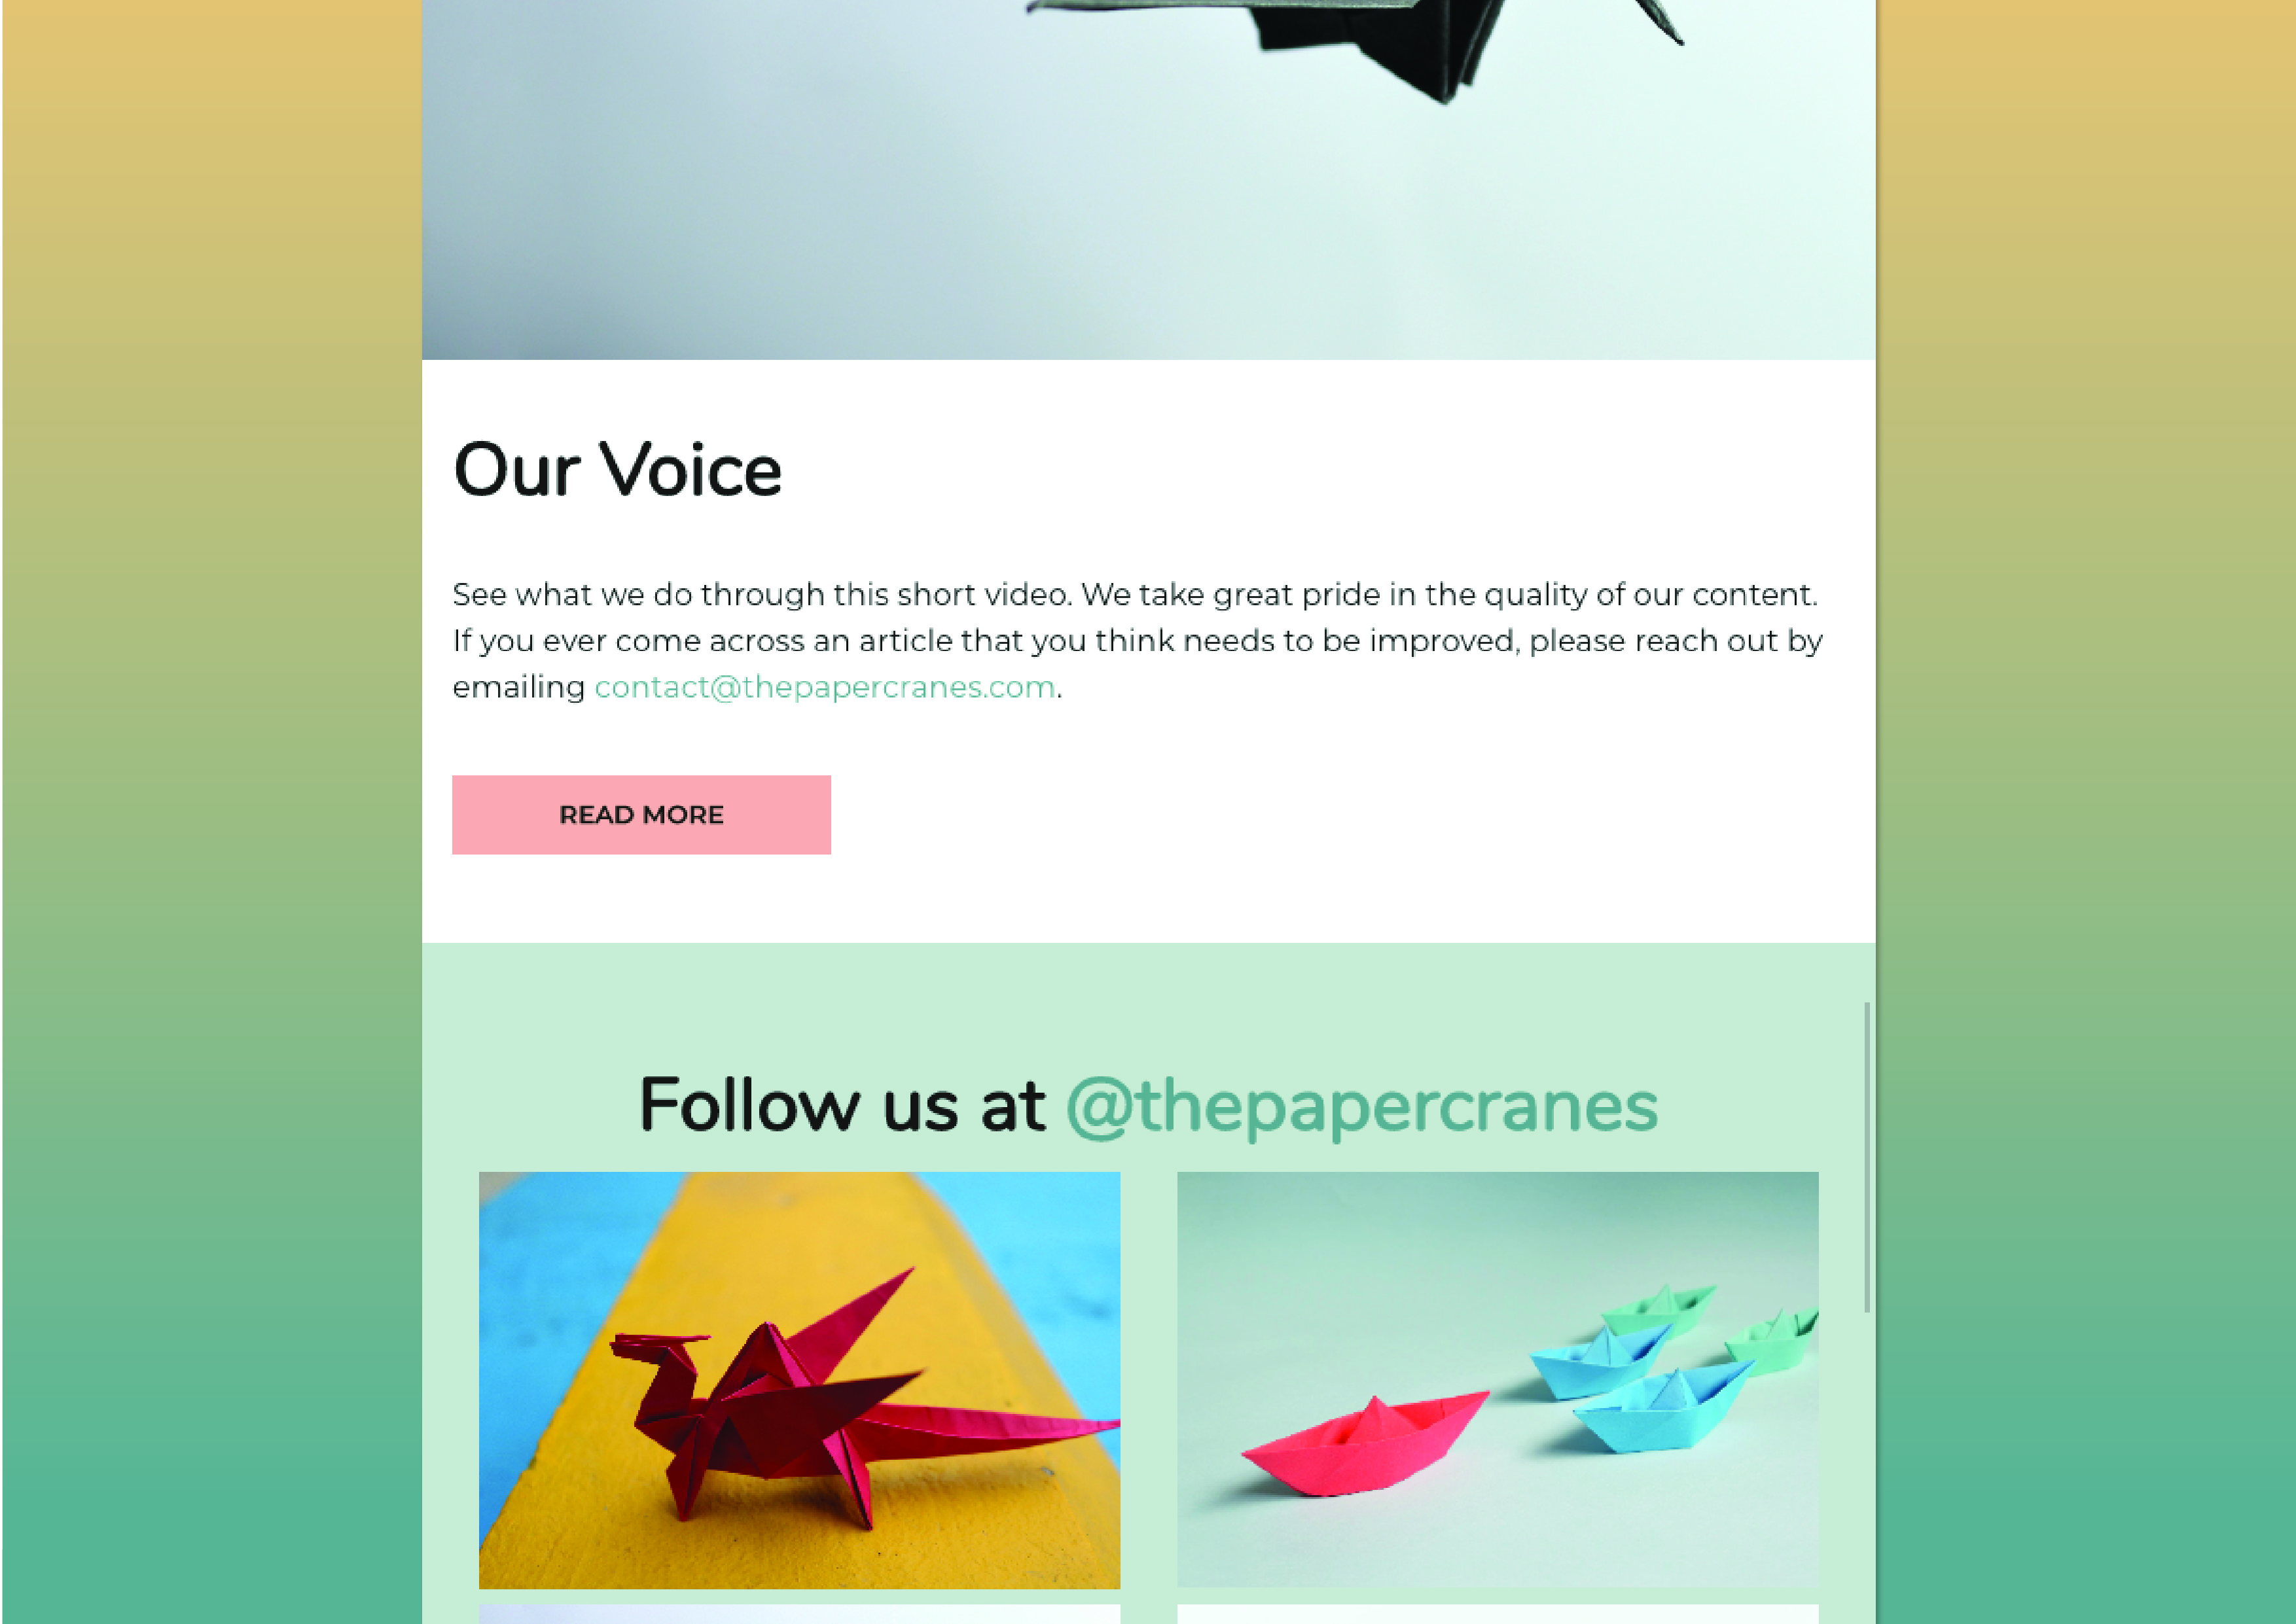 Our Voice
See what we do through this short video. We take great pride in the quality of our content.
If you ever come across an article that you think needs to be improved, please reach out by
emailing contact@thepapercranes.com.
READ MORE
Follow us at @thepapercranes